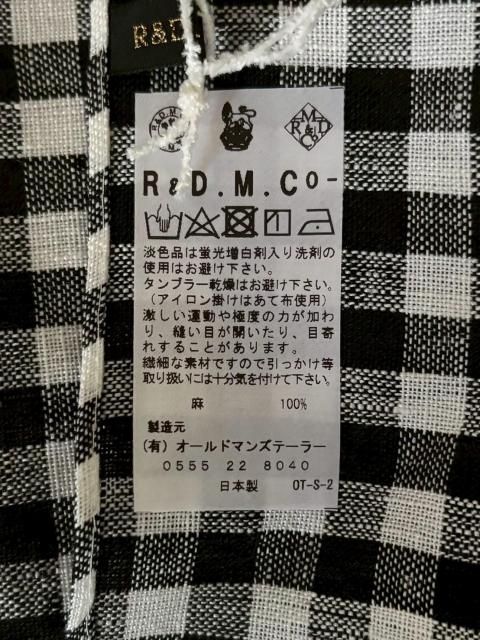 R&D.
R&D.M.
M
R&D
Co
R&D.M.Co-
淡色品は蛍光増白剤入り洗剤の
使用はお避け下さい。
タンブラー乾燥はお避け下さい。
(アイロン掛けはあて布使用)
激しい運動や極度の力が加わ
り、縫い目が開いたり、目寄
れすることがあります。
繊細な素材ですので引っかけ等
取り扱いには十分気を付けて下さい。
麻 100%
製造元
(有) オールドマンズテーラー
0555 22 8040
日本製 OT-S-2